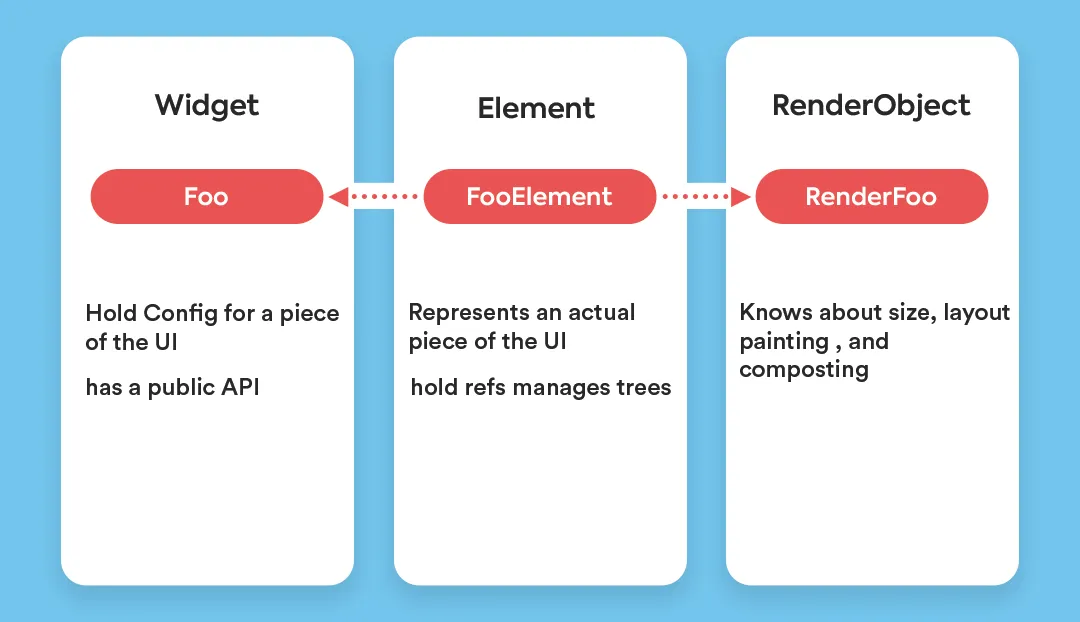 Widget
Foo
Hold Config for a piece
of the UI
has a public API
Element
FooElement
Represents an actual
piece of the UI
hold refs manages trees
RenderObject
RenderFoo
Knows about size, layout
painting , and
composting